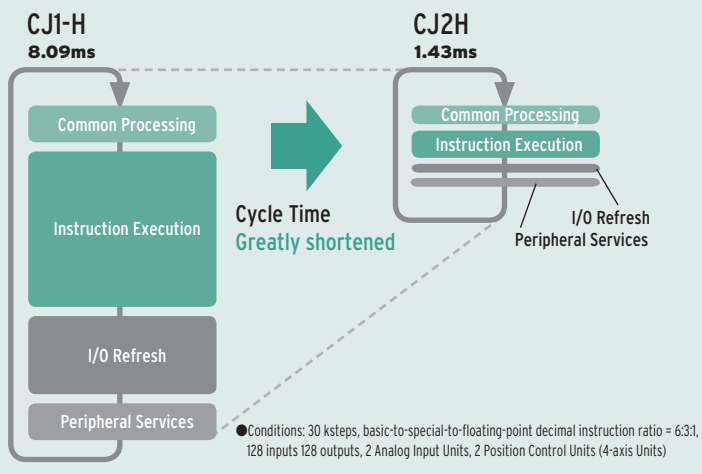 CJ1-H
8.09ms
Common Processing
Instruction Execution
I/O Refresh
Peripheral Services
Cycle Time
Greatly shortened
CJ2H
1.43ms
Common Processing
Instruction Execution
I/O Refresh
Peripheral Services
●Conditions: 30 ksteps, basic-to-special-to-floating-point decimal instruction ratio = 6:3:1,
128 inputs 128 outputs, 2 Analog Input Units, 2 Position Control Units (4-axis Units)